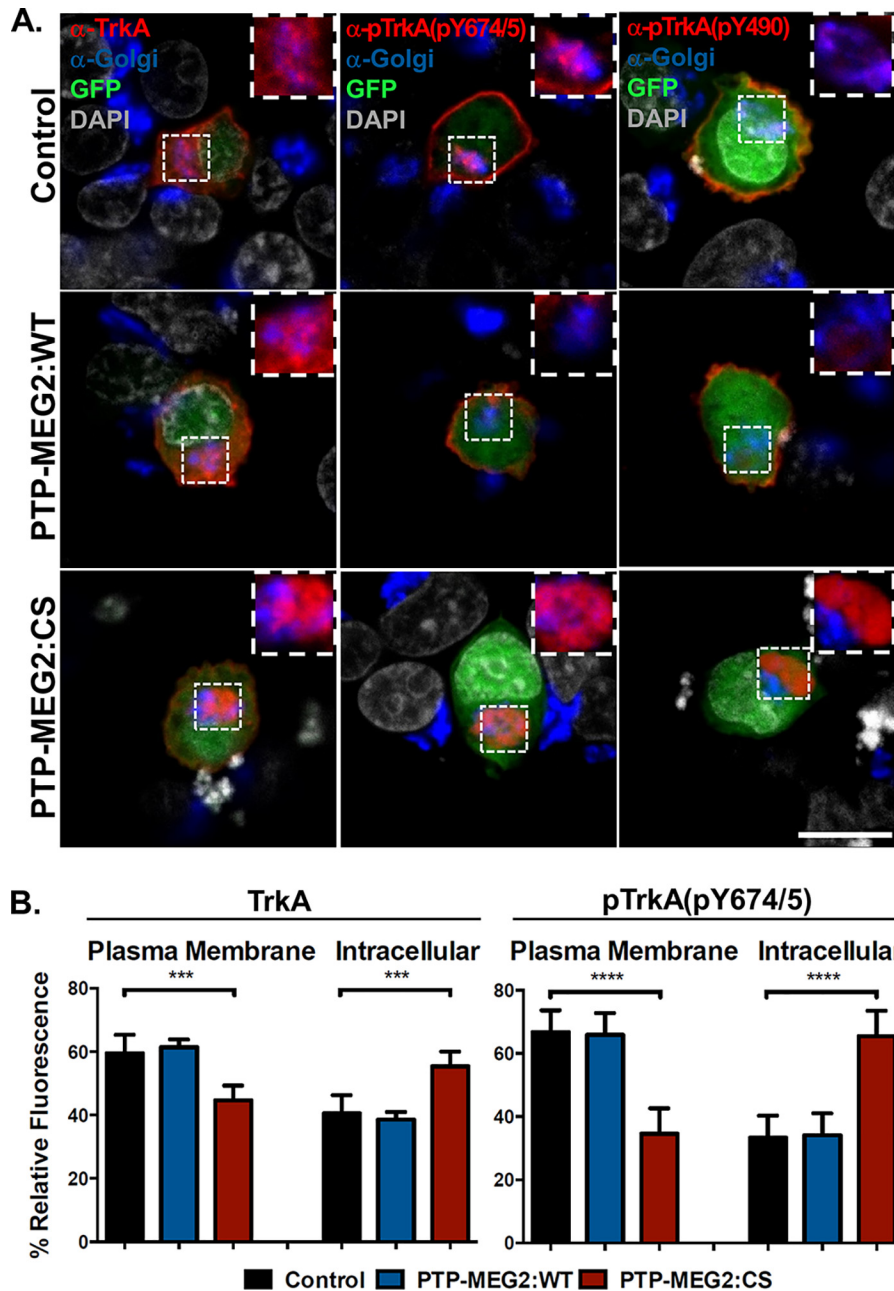 A.
α-TrkA
α-Golgi
GFP
DAPI
α-pTrkA(pY674/5)
α-Golgi
GFP
DAPI
α-pTrkA(pY490)
α-Golgi
GFP
DAPI
Control
PTP-MEG2:WT
PTP-MEG2:CS
B.
TrkA
pTrkA(pY674/5)
Plasma Membrane
Intracellular
Plasma Membrane
Intracellular
***
***
****
****
% Relative Fluorescence
80
60
40
20
0
80
60
40
20
0
Control
PTP-MEG2:WT
PTP-MEG2:CS